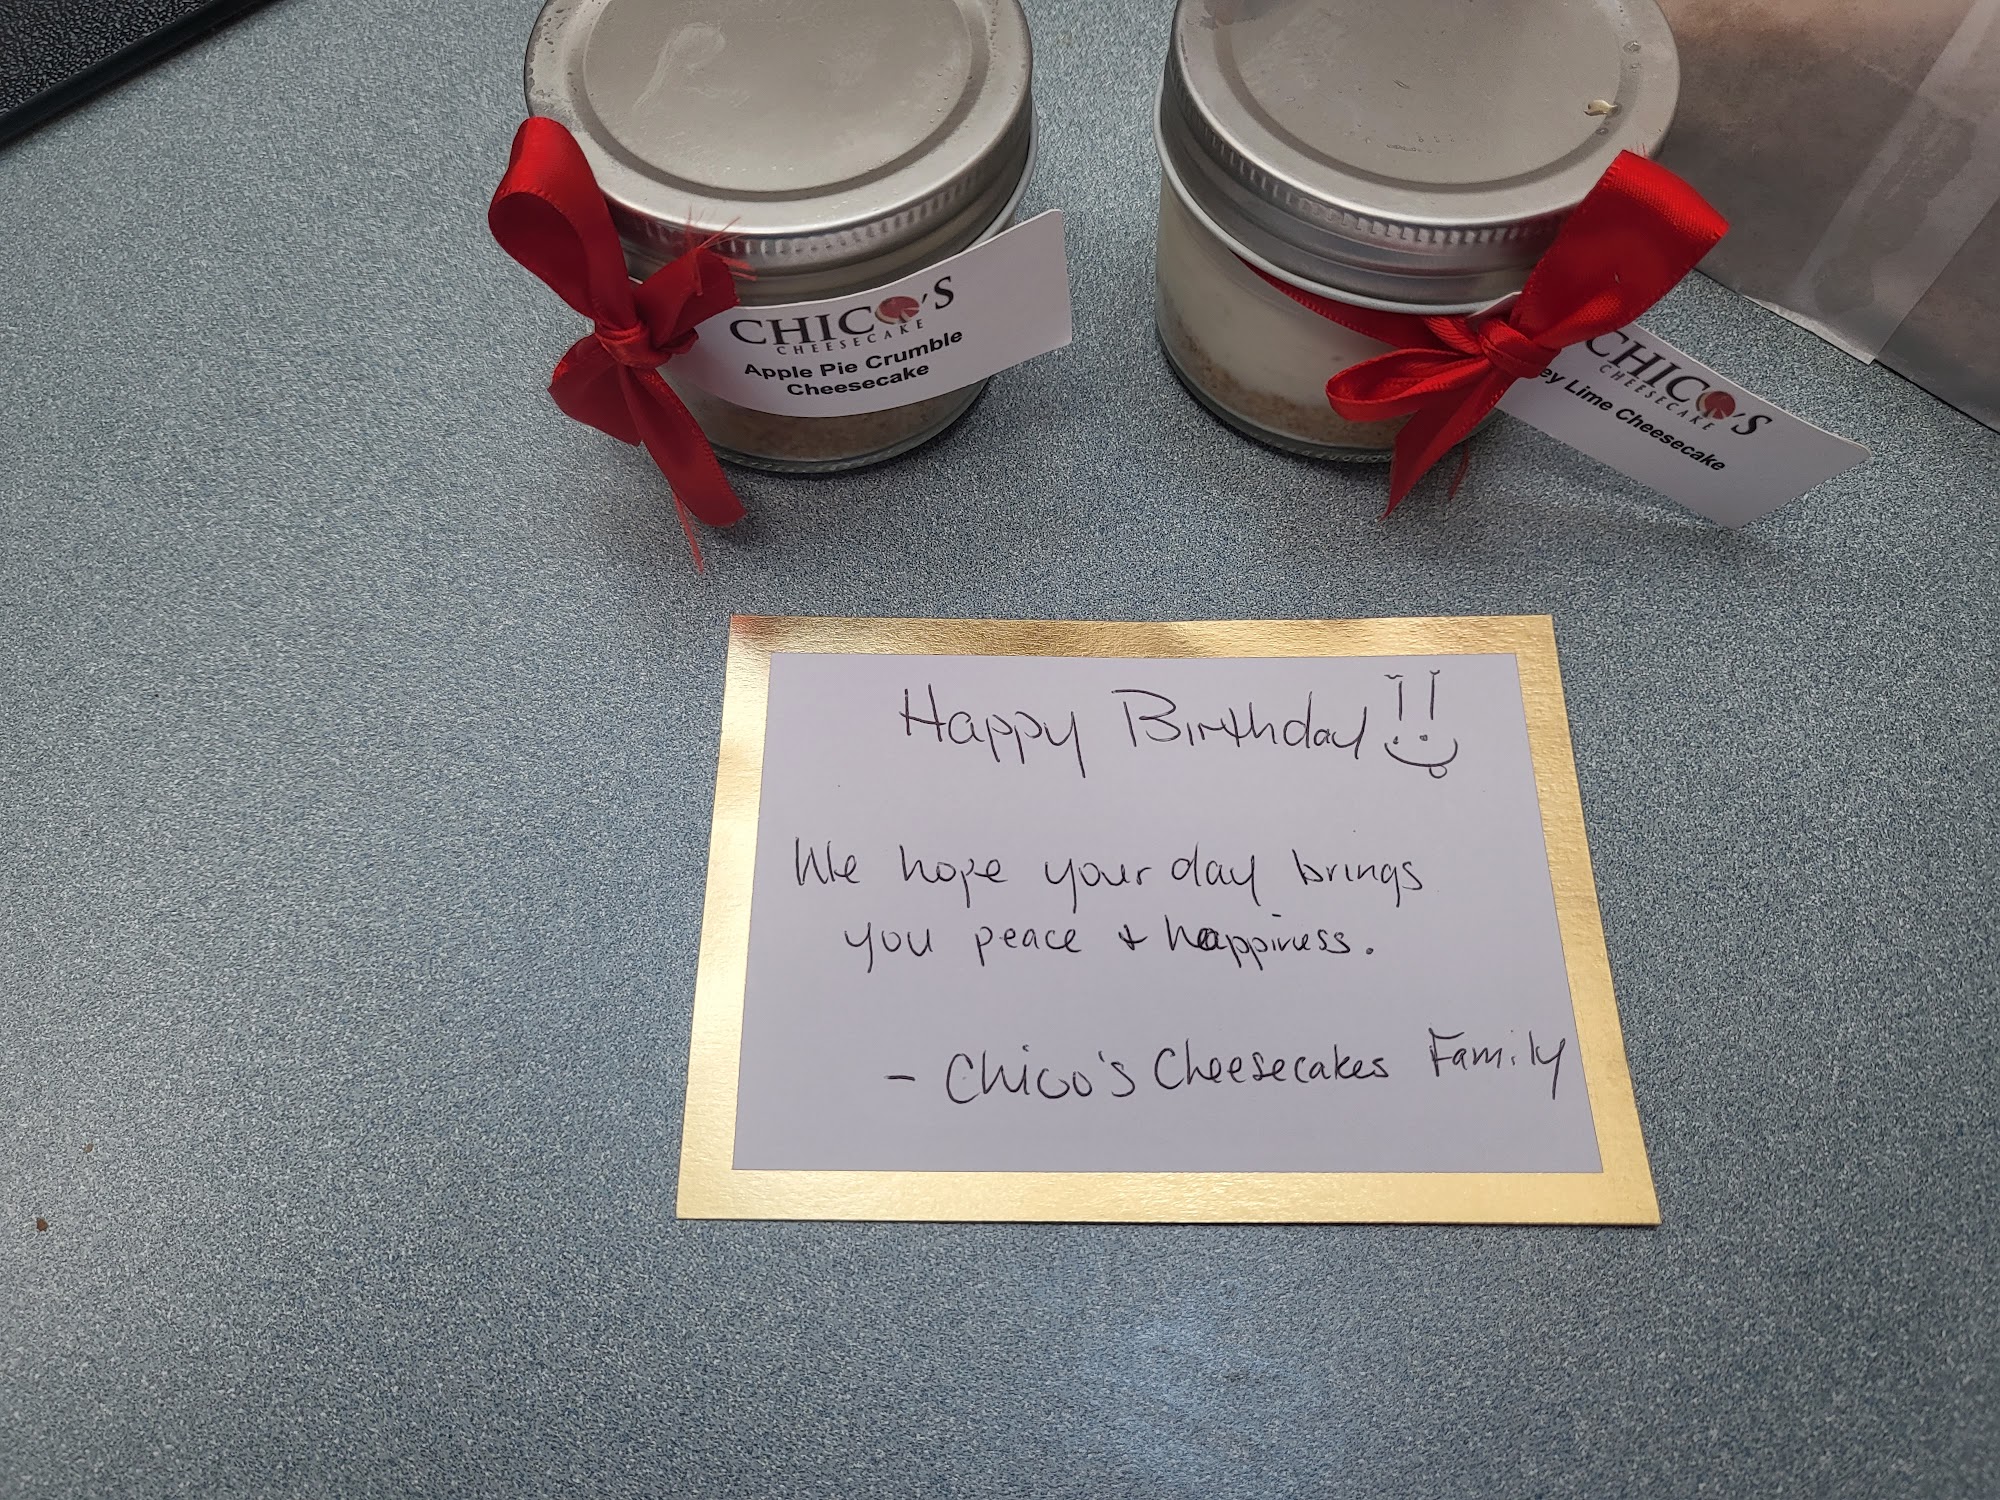 CHICO'S
CHEESECAKE
Apple Pie Crumble
Cheesecake
CHICO'S
CHEESECAKE
ey Lime Cheesecake
Happy Birthday!!
We hope your day brings
you peace + happiness.
- Chico's Cheesecakes Family